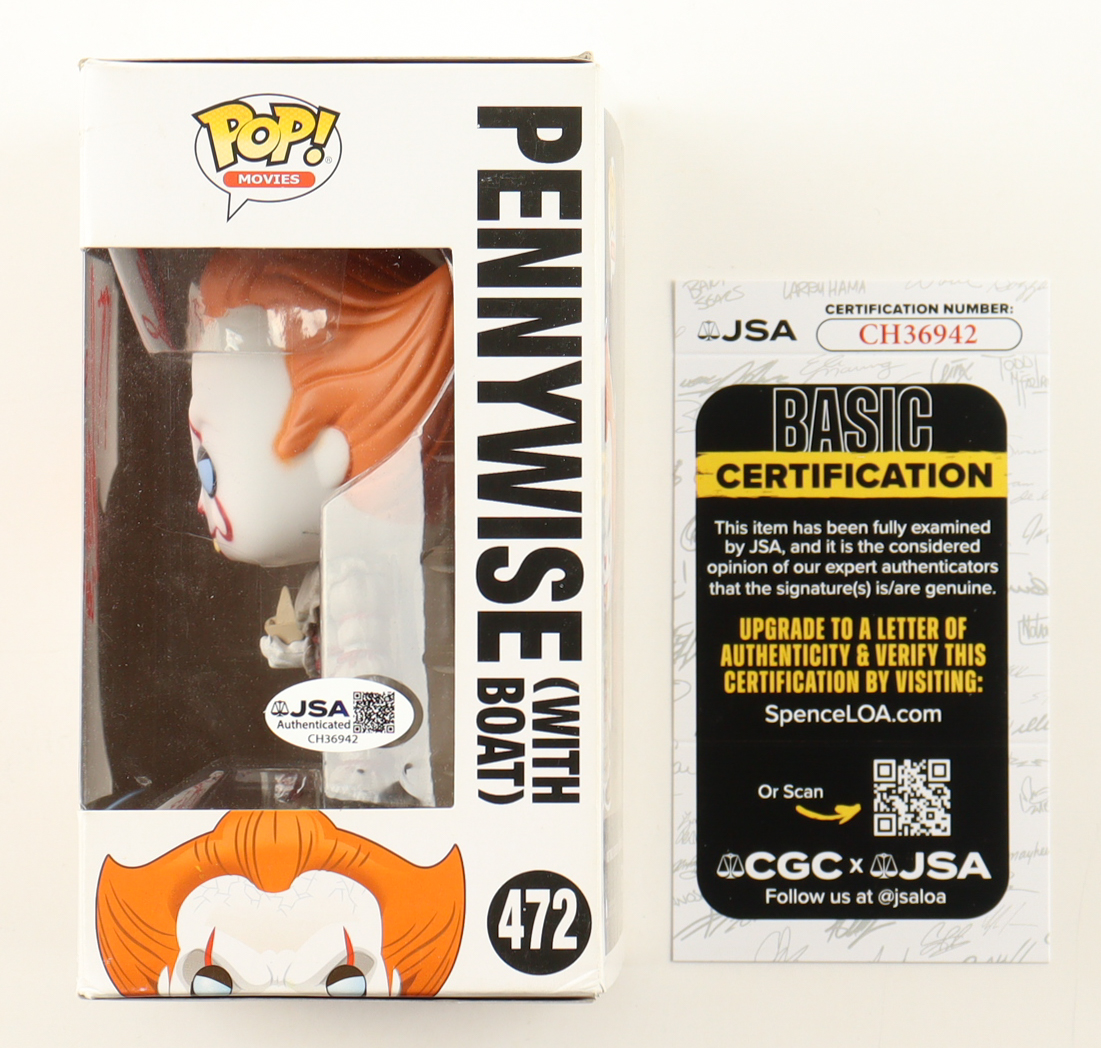 POP!
MOVIES
PENNYWISE
(WITH
BOAT)
JSA
Authenticated
CH36942
472
BART
SEARS
LARRY HAMA
JSA
CERTIFICATION NUMBER:
CH36942
BASIC
CERTIFICATION
This item has been fully examined
by JSA, and it is the considered
opinion of our expert authenticators
that the signature(s) is/are genuine.
UPGRADE TO A LETTER OF
AUTHENTICITY & VERIFY THIS
CERTIFICATION BY VISITING:
SpenceLOA.com
Or Scan
CGC x JSA
Follow us at @jsaloa